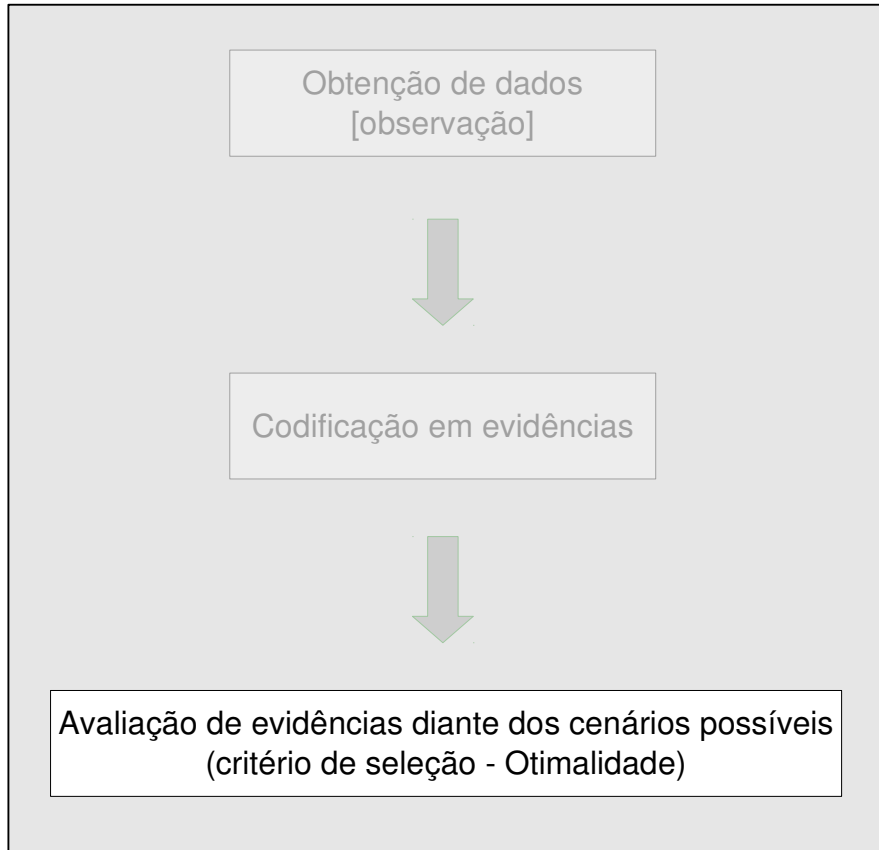 Obtenção de dados
[observação]
Codificação em evidências
Avaliação de evidências diante dos cenários possíveis
(critério de seleção - Otimalidade)